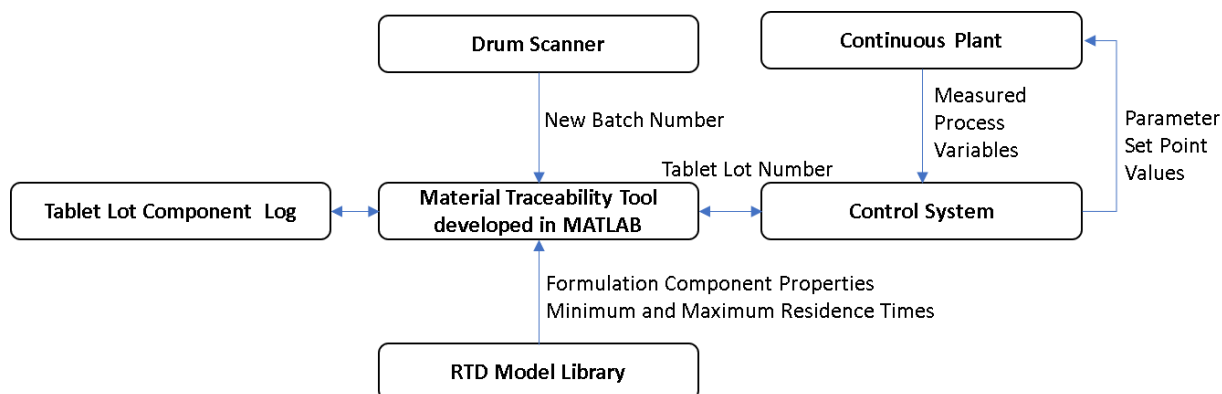 Drum Scanner
Continuous Plant
New Batch Number
Measured
Process
Variables
Parameter
Set Point
Values
Tablet Lot Number
Tablet Lot Component Log
Material Traceability Tool
developed in MATLAB
Control System
Formulation Component Properties
Minimum and Maximum Residence Times
RTD Model Library